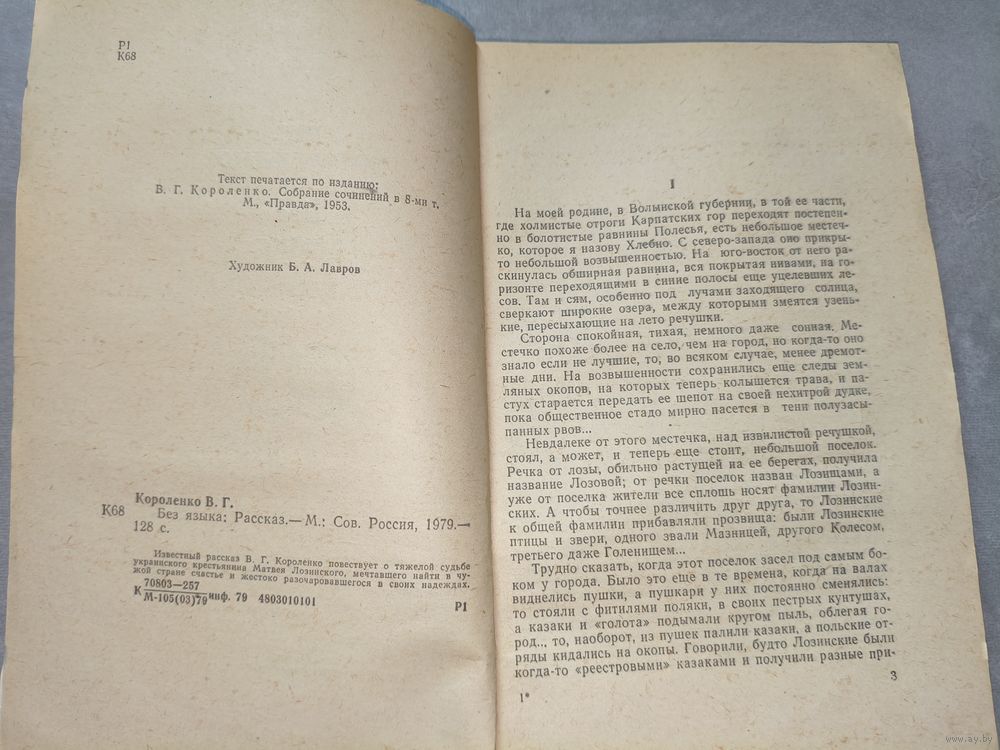 Р1
К68
Текст печатается по изданию:
В. Г. Короленко. Собрание сочинений в 8-ми т.
М., «Правда», 1953.
Художник Б. А. Лавров
Короленко В. Г.
К68 Без языка: Рассказ.— М.: Сов. Россия, 1979.—
128 с.
Известный рассказ В. Г. Короленко повествует о тяжелой судьбе
украинского крестьянина Матвея Лозинского, мечтавшего найти в чу-
жой стране счастье и жестоко разочаровавшегося в своих надеждах.
К 70803—257
М-105(03)79 инф. 79 4803010101
Р1
I
На моей родине, в Волынской губернии, в той ее части,
где холмистые отроги Карпатских гор переходят постепен-
но в болотистые равнины Полесья, есть небольшое местеч-
ко, которое я назову Хлебно. С северо-запада оно прикры-
то небольшой возвышенностью. На юго-восток от него ра-
скинулась обширная равнина, вся покрытая нивами, на го-
ризонте переходящими в синие полосы еще уцелевших ле-
сов. Там и сям, особенно под лучами заходящего солнца,
сверкают широкие озера, между которыми змеятся узень-
кие, пересыхающие на лето речушки.
Сторона спокойная, тихая, немного даже сонная. Ме-
стечко похоже более на село, чем на город, но когда-то оно
знало если не лучшие, то, во всяком случае, менее дремот-
ные дни. На возвышенности сохранились еще следы зем-
ляных окопов, на которых теперь колышется трава, и па-
стух старается передать ее шепот на своей нехитрой дудке,
пока общественное стадо мирно пасется в тени полузасы-
панных рвов...
Невдалеке от этого местечка, над извилистой речушкой,
стоял, а может, и теперь еще стоит, небольшой поселок.
Речка от лозы, обильно растущей на ее берегах, получила
название Лозовой; от речки поселок назван Лозищами, а
уже от поселка жители все сплошь носят фамилии Лозин-
ских. А чтобы точнее различить друг друга, то Лозинские
к общей фамилии прибавляли прозвища: были Лозинские
птицы и звери, одного звали Мазницей, другого Колесом,
третьего даже Голенищем...
Трудно сказать, когда этот поселок засел под самым бо-
ком у города. Было это еще в те времена, когда на валах
виднелись пушки, а пушкари у них постоянно сменялись:
то стояли с фитилями поляки, в своих пестрых кунтушах,
а казаки и «голота» подымали кругом пыль, облегая го-
род... то, наоборот, из пушек палили казаки, а польские от-
ряды кидались на окопы. Говорили, будто Лозинские были
когда-то «реестровыми» казаками и получили разные при-
1*
3
www.ay.by